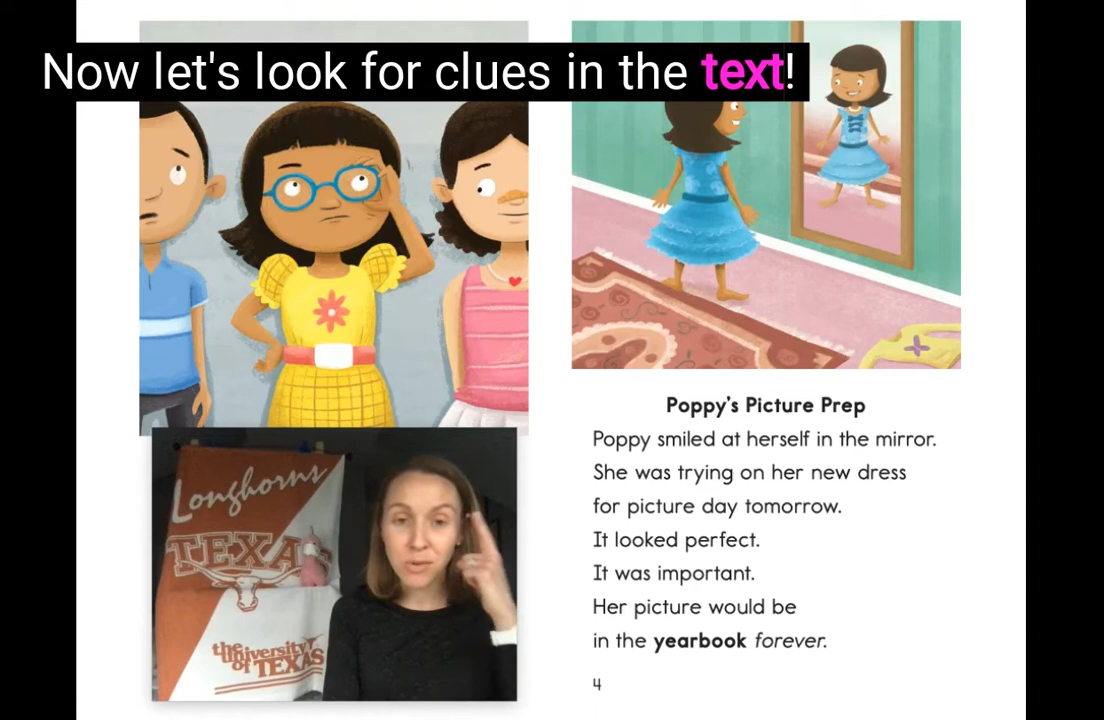 Now let's look for clues in the text!
Poppy's Picture Prep
Poppy smiled at herself in the mirror.
She was trying on her new dress
for picture day tomorrow.
It looked perfect.
It was important.
Her picture would be
in the yearbook forever.
4
Longhorns
TEXAS
the University
of TEXAS